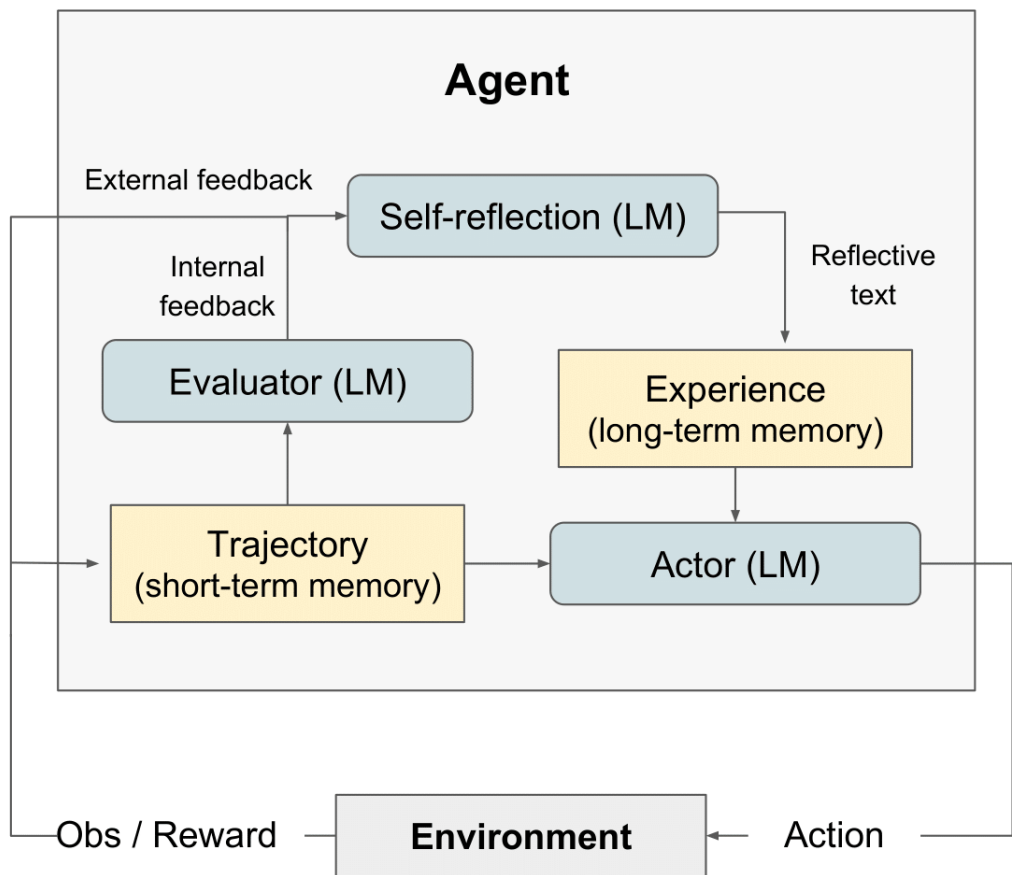 Agent
External feedback
Self-reflection (LM)
Internal
feedback
Reflective
text
Evaluator (LM)
Experience
(long-term memory)
Trajectory
(short-term memory)
Actor (LM)
Obs / Reward
Environment
Action